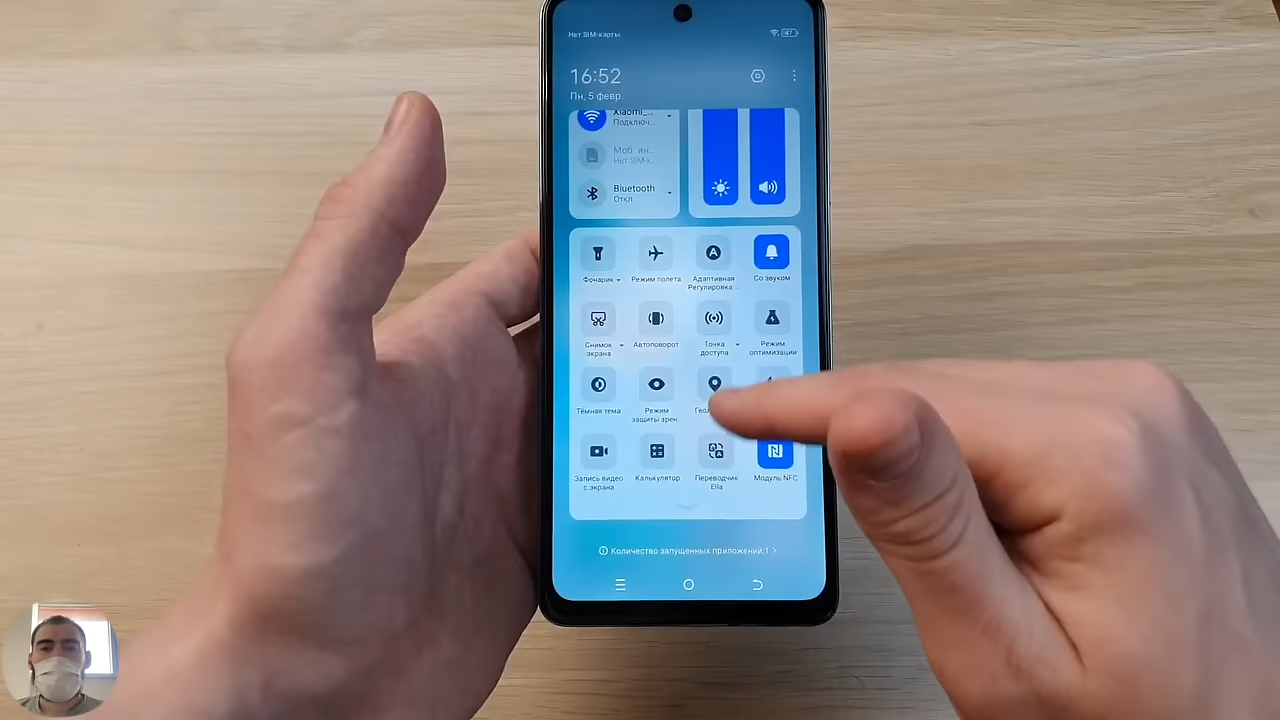 Нет SIM-карты
47
16:52
Пн, 5 февр.
Xiaomi_...
Подключ...
Моб. ин...
Нет SIM-к...
Bluetooth
Откл.
Фонарик
Режим полета
Адаптивная
Регулировка ...
Со звуком
Снимок
экрана
Автоповорот
Точка
доступа
Режим
оптимизации
Тёмная тема
Режим
защиты зрен...
Запись видео
с экрана
Калькулятор
Переводчик
Ella
Модуль NFC
Количество запущенных приложений:1 >